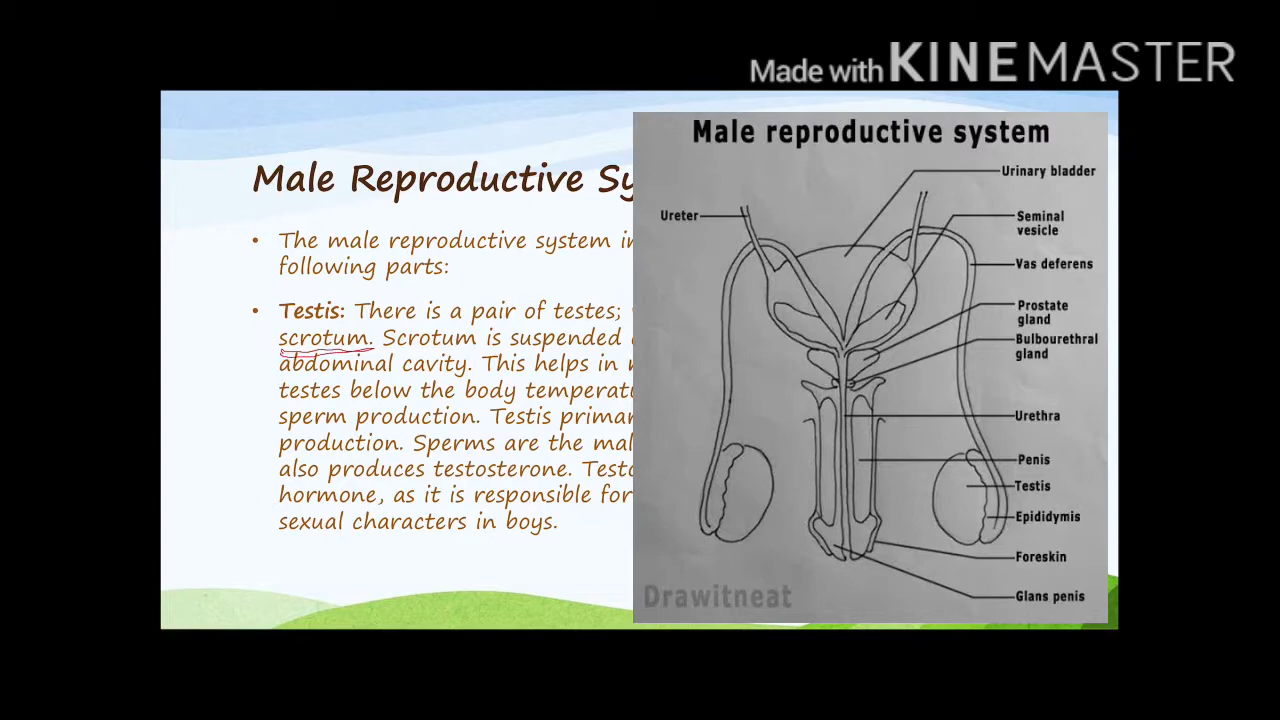 Made with KINEMASTER
Male Reproductive Sy
• The male reproductive system in
following parts:
• Testis: There is a pair of testes;
scrotum. Scrotum is suspended
abdominal cavity. This helps in
testes below the body temperatu
sperm production. Testis primar
production. Sperms are the mal
also produces testosterone. Testo
hormone, as it is responsible for
sexual characters in boys.
Male reproductive system
Urinary bladder
Ureter
Seminal
vesicle
Vas deferens
Prostate
gland
Bulbourethral
gland
Urethra
Penis
Testis
Epididymis
Foreskin
Glans penis
Drawitneat